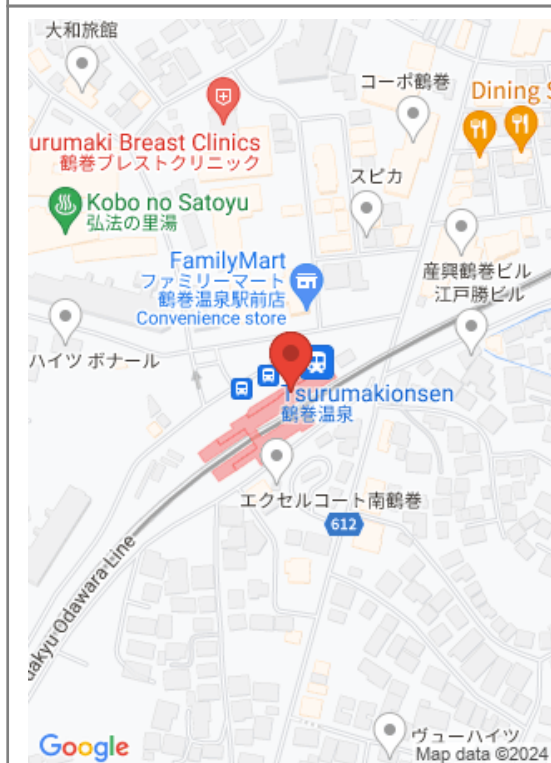 大和旅館
コーポ鶴巻
Dining S
urumaki Breast Clinics
鶴巻ブレストクリニック
スピカ
Kobo no Satoyu
弘法の里湯
FamilyMart
ファミリーマート
鶴巻温泉駅前店
Convenience store
産興鶴巻ビル
江戸勝ビル
ハイツ ボナール
Tsurumakionsen
鶴巻温泉
エクセルコート南鶴巻
612
dakyu Odawara Line
ヴューハイツ
Google
Map data ©2024